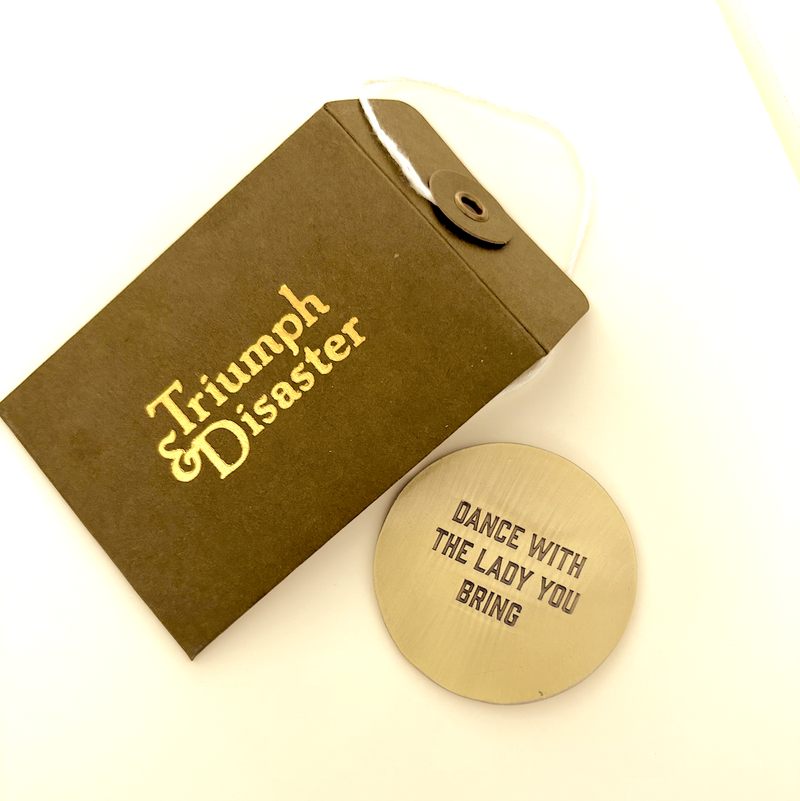 Triumph
& Disaster
DANCE WITH
THE LADY YOU
BRING